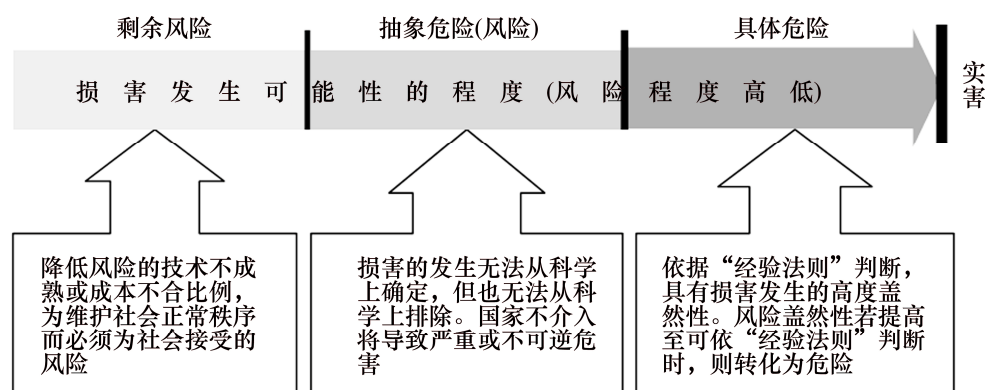 剩余风险
抽象危险(风险)
具体危险
损害发生可能性的程度(风险程度高低)
实害
降低风险的技术不成
熟或成本不合比例，
为维护社会正常秩序
而必须为社会接受的
风险
损害的发生无法从科学
上确定，但也无法从科
学上排除。国家不介入
将导致严重或不可逆危
害
依据“经验法则”判断，
具有损害发生的高度盖
然性。风险盖然性若提高
至可依“经验法则”判断
时，则转化为危险